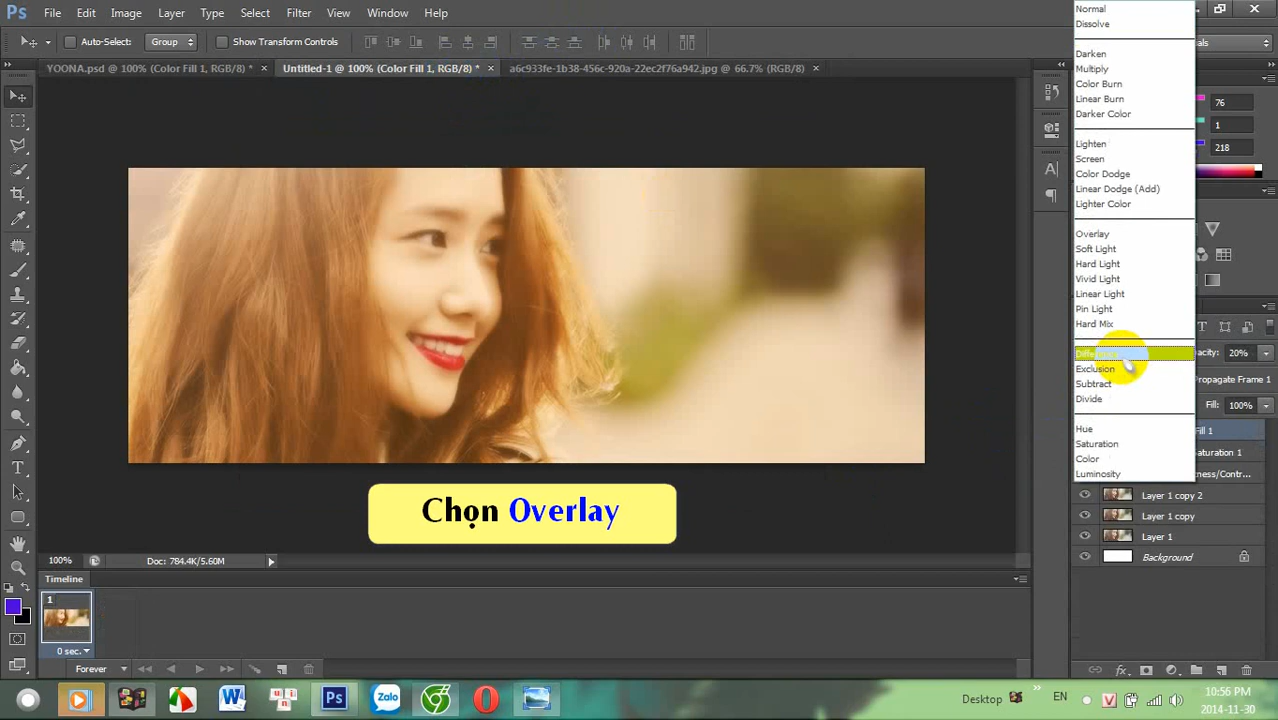 Ps File Edit Image Layer Type Select Filter View Window Help
Auto-Select: Group Show Transform Controls
YOONA.psd @ 100% (Color Fill 1, RGB/8) * × Untitled-1 @ 100% Fill 1, RGB/8) * × a6c933fe-1b38-456c-920a-22ec2f76a942.jpg @ 66.7% (RGB/8) ×
Normal
Dissolve
Darken
Multiply
Color Burn
Linear Burn
Darker Color
Lighten
Screen
Color Dodge
Linear Dodge (Add)
Lighter Color
Overlay
Soft Light
Hard Light
Vivid Light
Linear Light
Pin Light
Hard Mix
Exclusion
Subtract
Divide
Hue
Saturation
Color
Luminosity
76
1
218
20%
Propagate Frame 1
Fill: 100%
Fill 1
Saturation 1
Layer 1 copy 2
Layer 1 copy
Layer 1
Background
Chọn Overlay
100% Doc: 784.4K/5.60M
Timeline
1
0 sec.
Forever
Zalo
Desktop EN 10:56 PM
2014-11-30